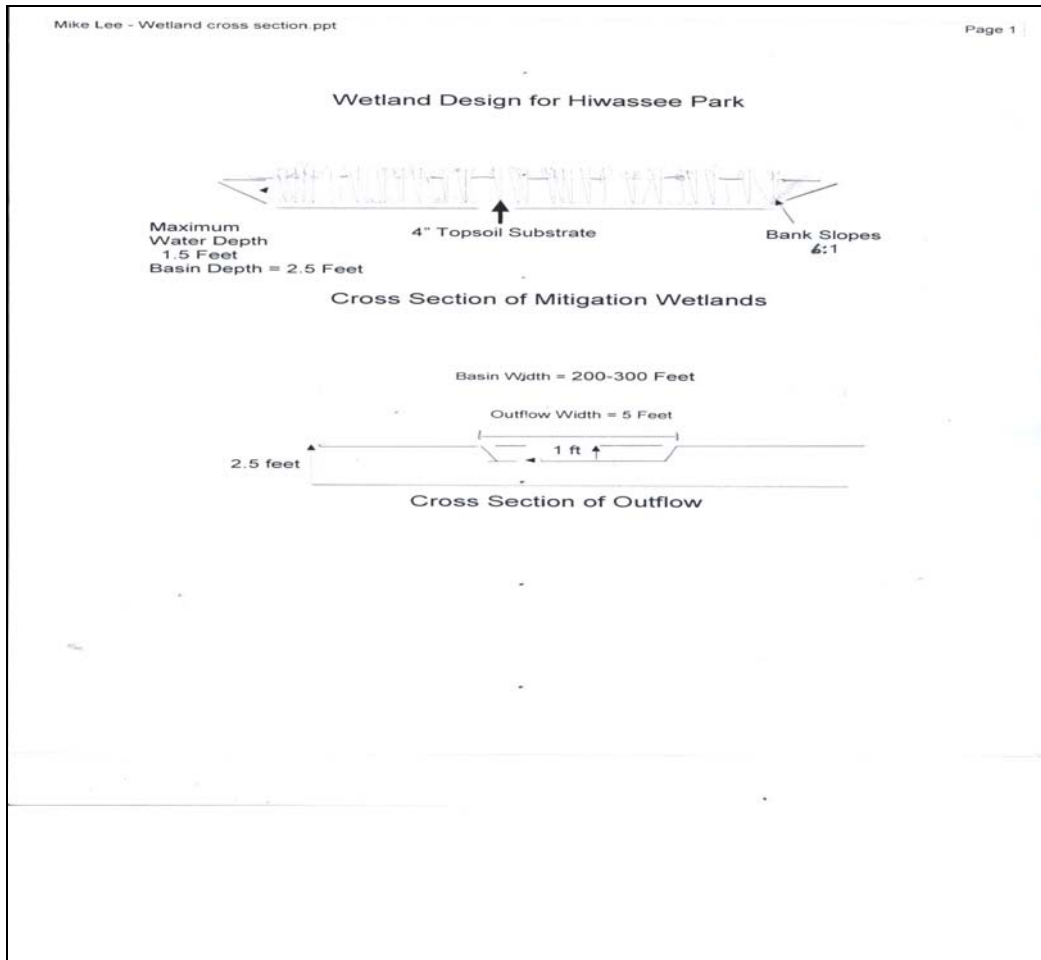 Mike Lee - Wetland cross section.ppt
Page 1
Wetland Design for Hiwassee Park
Maximum
Water Depth
1.5 Feet
Basin Depth = 2.5 Feet
4" Topsoil Substrate
Bank Slopes
6:1
Cross Section of Mitigation Wetlands
Basin Width = 200-300 Feet
Outflow Width = 5 Feet
1 ft
2.5 feet
Cross Section of Outflow